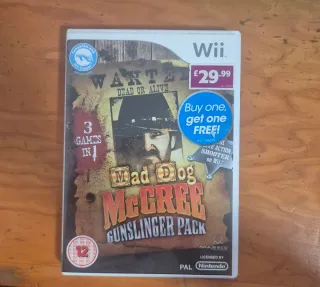 Wii
£29.99
WANTED
DEAD OR ALIVE
Buy one,
get one
FREE!
3
GAMES
IN 1
SHOOTER
Mad Dog
McCREE
GUNSLINGER PACK
12
PAL
LICENSED BY
Nintendo